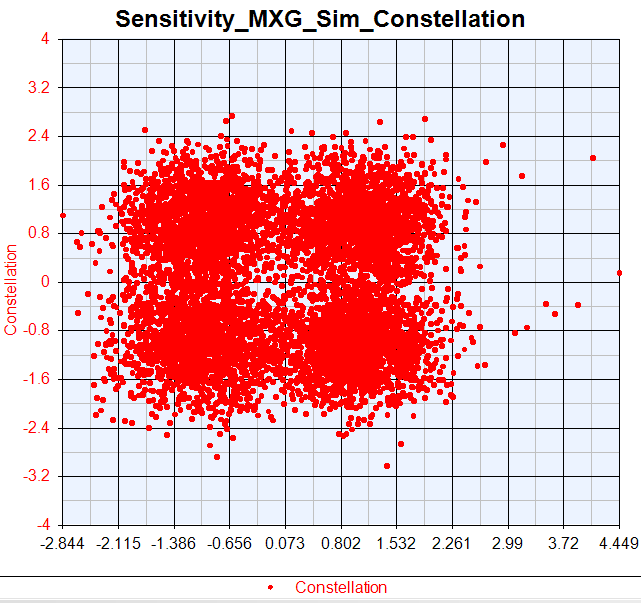 Sensitivity_MXG_Sim_Constellation
4
3.2
2.4
1.6
0.8
0
-0.8
-1.6
-2.4
-3.2
-4
Constellation
-2.844 -2.115 -1.386 -0.656 0.073 0.802 1.532 2.261 2.99 3.72 4.449
Constellation